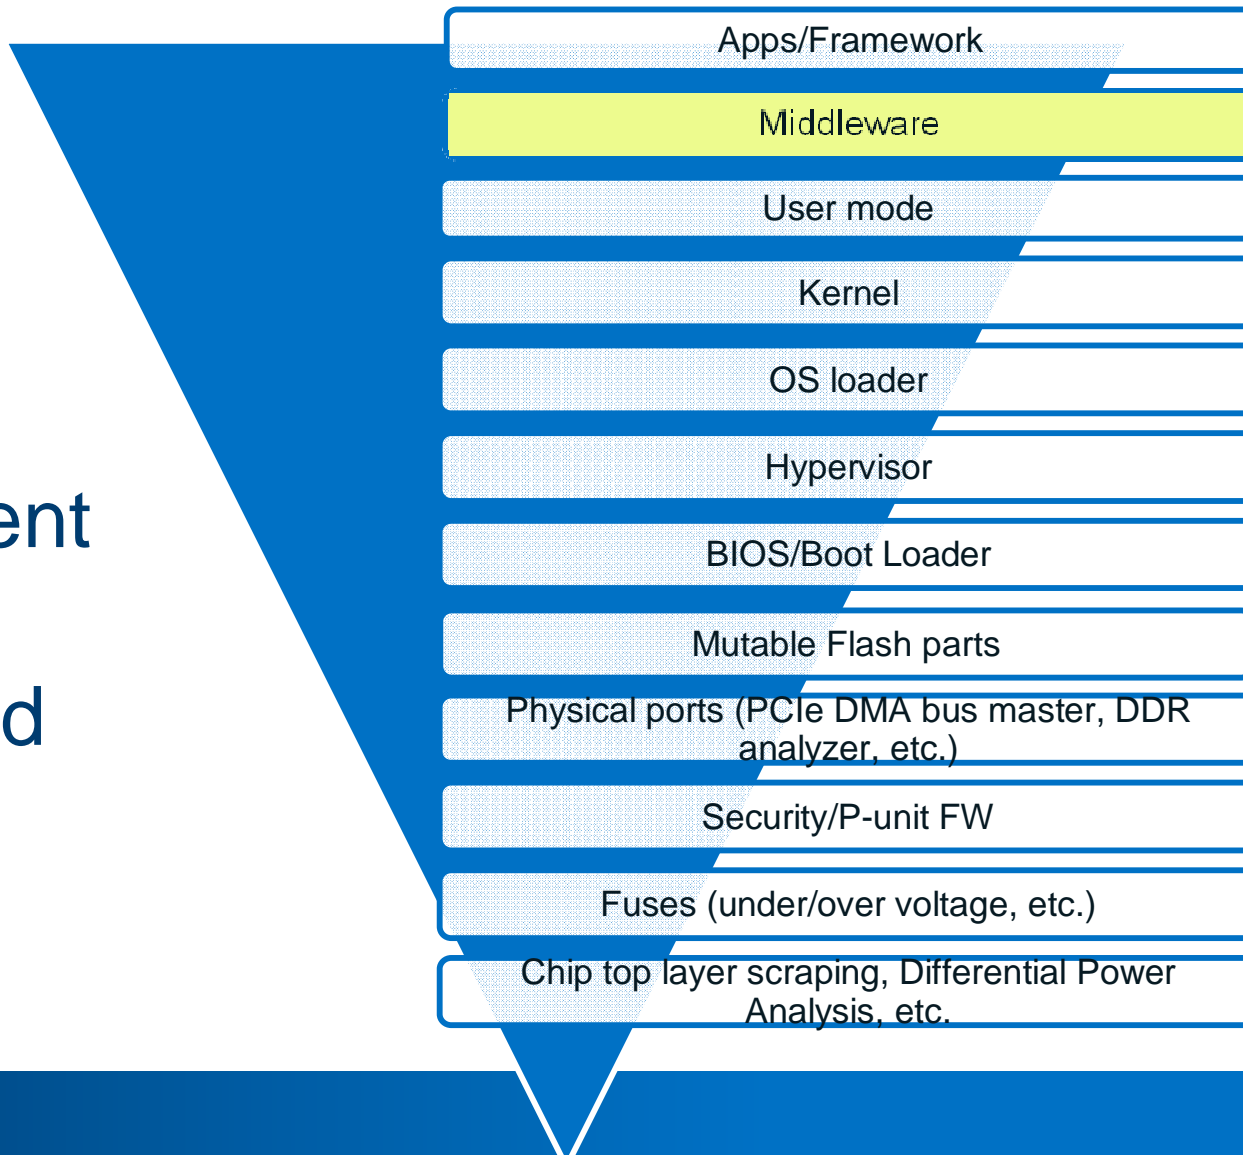 Apps/Framework
Middleware
User mode
Kernel
OS loader
Hypervisor
ent
BIOS/Boot Loader
Mutable Flash parts
d
Physical ports (PCIe DMA bus master, DDR
analyzer, etc.)
Security/P-unit FW
Fuses (under/over voltage, etc.)
Chip top layer scraping, Differential Power
Analysis, etc.